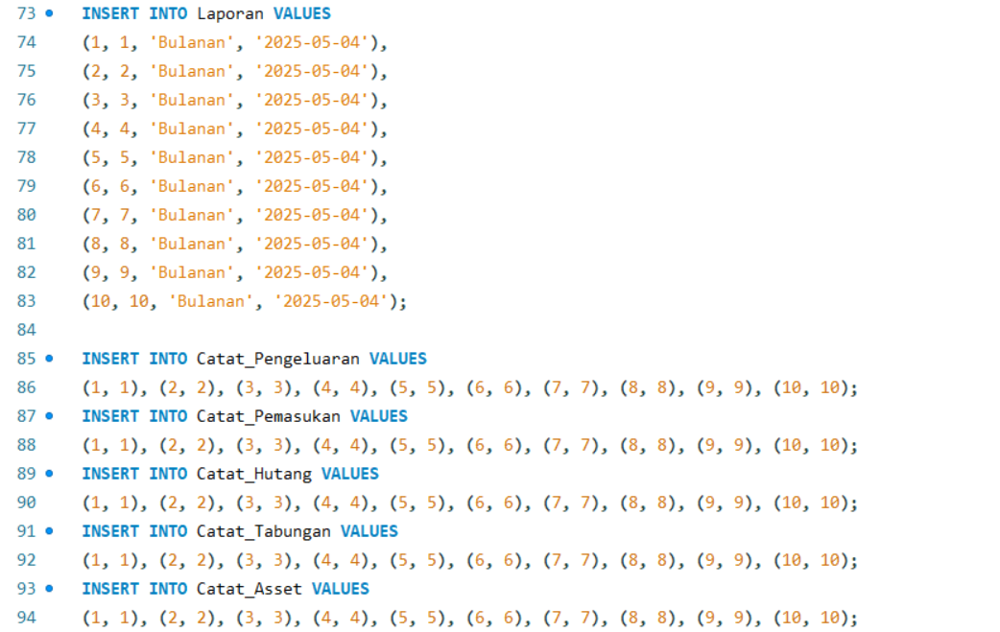 73 INSERT INTO Laporan VALUES
74 (1, 1, 'Bulanan', '2025-05-04'),
75 (2, 2, 'Bulanan', '2025-05-04'),
76 (3, 3, 'Bulanan', '2025-05-04'),
77 (4, 4, 'Bulanan', '2025-05-04'),
78 (5, 5, 'Bulanan', '2025-05-04'),
79 (6, 6, 'Bulanan', '2025-05-04'),
80 (7, 7, 'Bulanan', '2025-05-04'),
81 (8, 8, 'Bulanan', '2025-05-04'),
82 (9, 9, 'Bulanan', '2025-05-04'),
83 (10, 10, 'Bulanan', '2025-05-04');
84
85 INSERT INTO Catat_Pengeluaran VALUES
86 (1, 1), (2, 2), (3, 3), (4, 4), (5, 5), (6, 6), (7, 7), (8, 8), (9, 9), (10, 10);
87 INSERT INTO Catat_Pemasukan VALUES
88 (1, 1), (2, 2), (3, 3), (4, 4), (5, 5), (6, 6), (7, 7), (8, 8), (9, 9), (10, 10);
89 INSERT INTO Catat_Hutang VALUES
90 (1, 1), (2, 2), (3, 3), (4, 4), (5, 5), (6, 6), (7, 7), (8, 8), (9, 9), (10, 10);
91 INSERT INTO Catat_Tabungan VALUES
92 (1, 1), (2, 2), (3, 3), (4, 4), (5, 5), (6, 6), (7, 7), (8, 8), (9, 9), (10, 10);
93 INSERT INTO Catat_Asset VALUES
94 (1, 1), (2, 2), (3, 3), (4, 4), (5, 5), (6, 6), (7, 7), (8, 8), (9, 9), (10, 10);